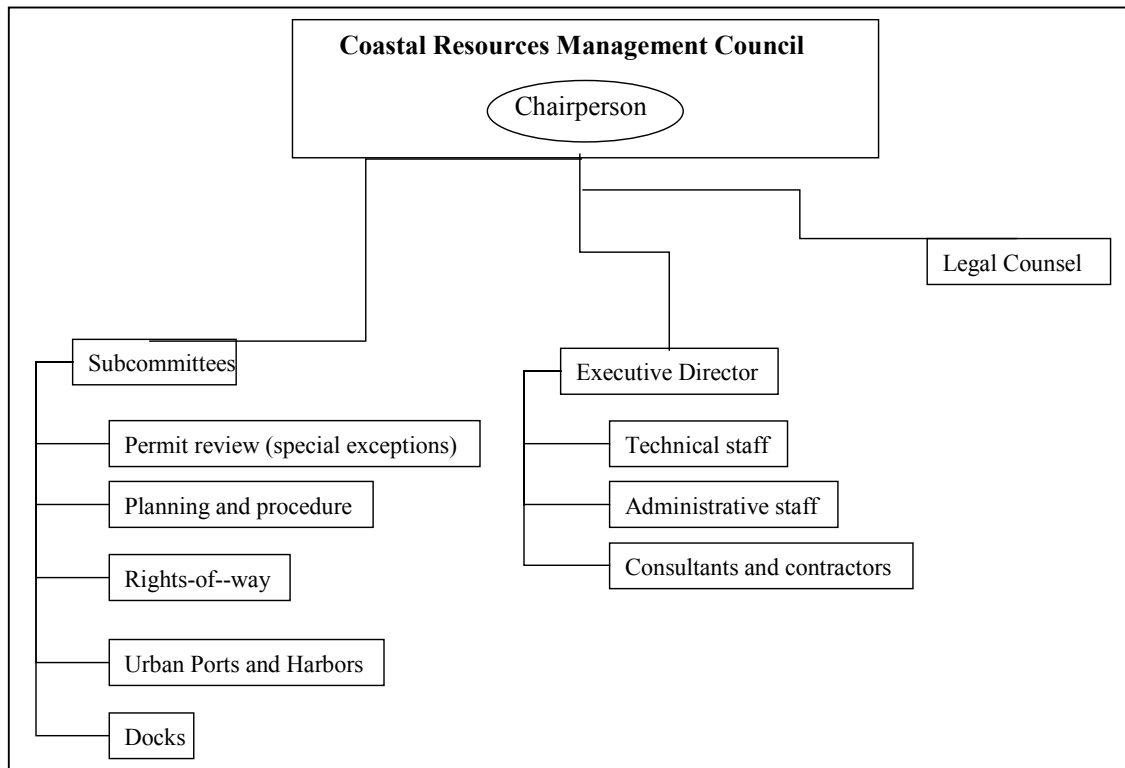 Coastal Resources Management Council
Chairperson
Legal Counsel
Subcommittees
Permit review (special exceptions)
Planning and procedure
Rights-of--way
Urban Ports and Harbors
Docks
Executive Director
Technical staff
Administrative staff
Consultants and contractors